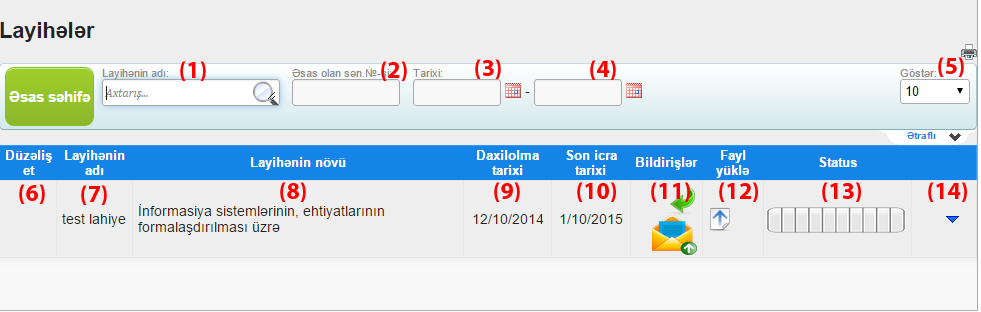 Layihələr
Layihənin adı: (1) Əsas olan sən.№-si: (2) Tarixi: (3) (4) Göstər: (5)
Əsas səhifə Axtarış... - 10
Ətraflı
Düzəliş et Layihənin adı Layihənin növü Daxilolma tarixi Son icra tarixi Bildirişlər Fayl yüklə Status
(6) (7) (8) (9) (10) (11) (12) (13) (14)
test lahiye İnformasiya sistemlərinin, ehtiyatlarının formalaşdırılması üzrə 12/10/2014 1/10/2015